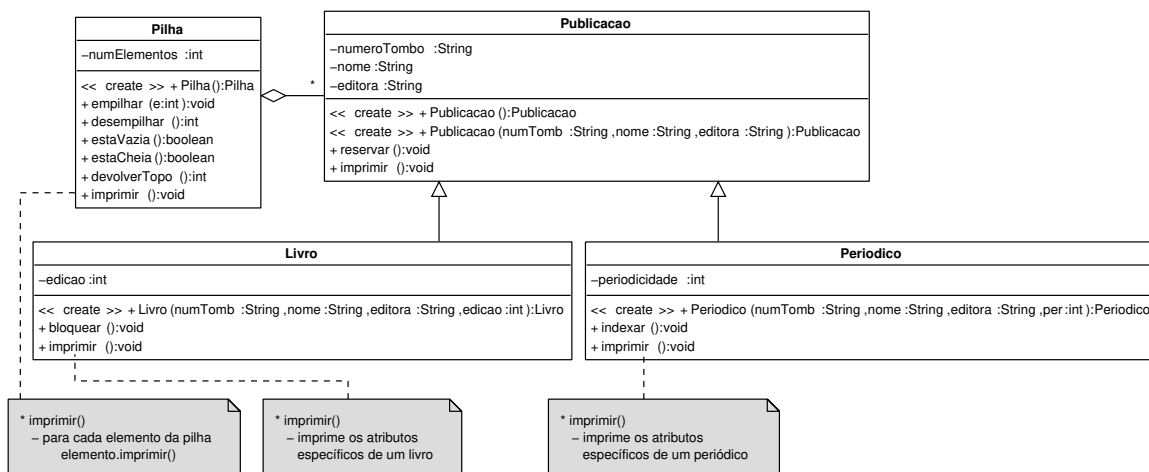 Pilha
−numElementos :int
<< create >> +Pilha():Pilha
+empilhar (e:int):void
+desempilhar ():int
+estaVazia():boolean
+estaCheia():boolean
+devolverTopo ():int
+imprimir ():void
*
Publicacao
−numeroTombo :String
−nome:String
−editora :String
<< create >> +Publicacao ():Publicacao
<< create >> +Publicacao (numTomb :String,nome:String,editora :String):Publicacao
+reservar():void
+imprimir ():void
Livro
−edicao:int
<< create >> +Livro(numTomb :String,nome:String,editora :String,edicao:int):Livro
+bloquear():void
+imprimir ():void
Periodico
−periodicidade :int
<< create >> +Periodico (numTomb :String,nome:String,editora :String,per:int):Periodico
+indexar():void
+imprimir ():void
* imprimir()
− para cada elemento da pilha
elemento.imprimir()
* imprimir()
− imprime os atributos
específicos de um livro
* imprimir()
− imprime os atributos
específicos de um periódico